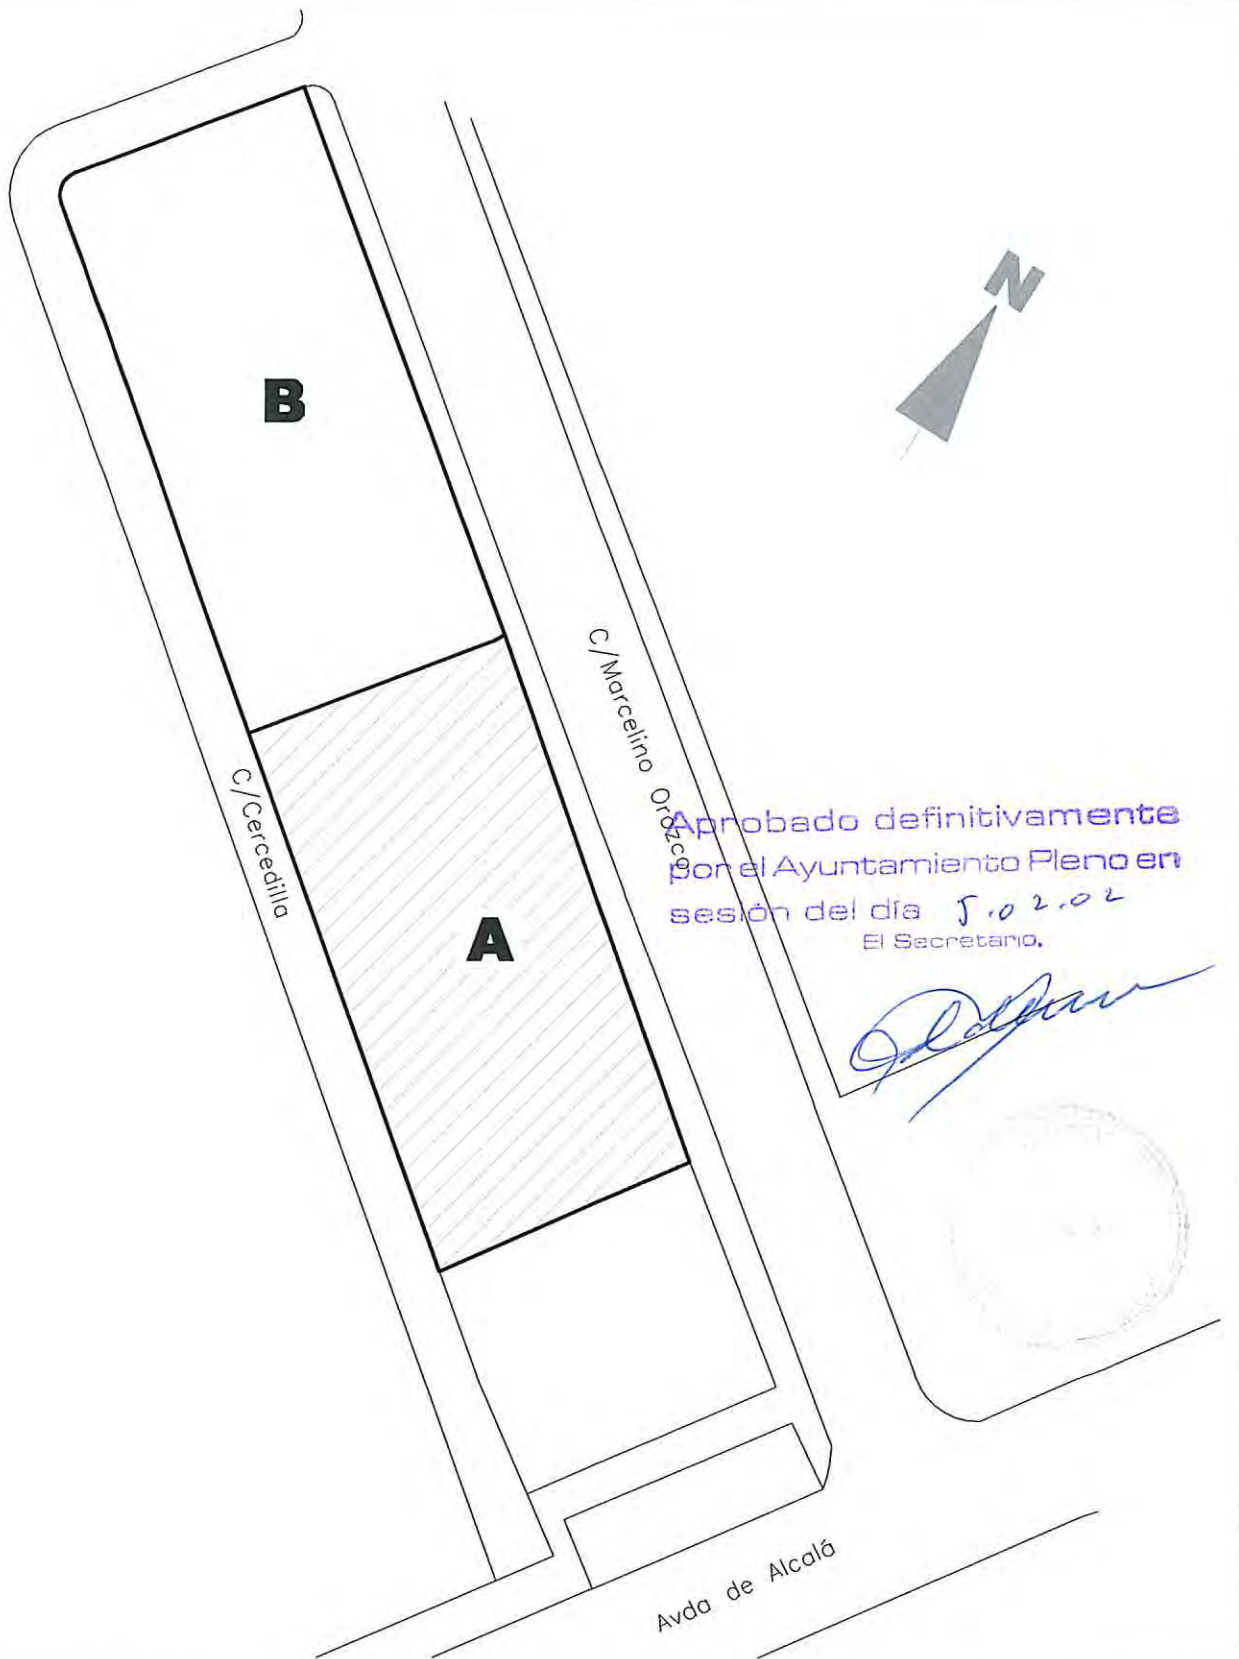 N
B
C/Marcelino Orozco
C/Cercedilla
Aprobado definitivamente
por el Ayuntamiento Pleno en
sesión del día 5.02.02
El Secretario.
A
Avda de Alcalá